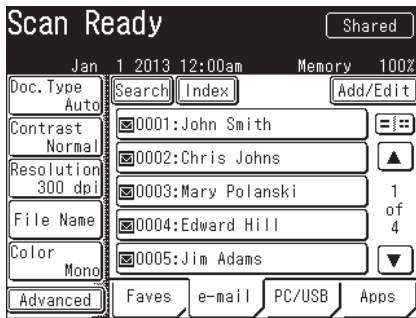 Scan Ready Shared
Jan 1 2013 12:00am Memory 100%
Doc.Type
Auto
Search Index Add/Edit
Contrast
Normal
0001:John Smith
0002:Chris Johns
Resolution
300 dpi
0003:Mary Polanski
1
of
4
File Name
0004:Edward Hill
Color
Mono
0005:Jim Adams
Advanced
Faves e-mail PC/USB Apps